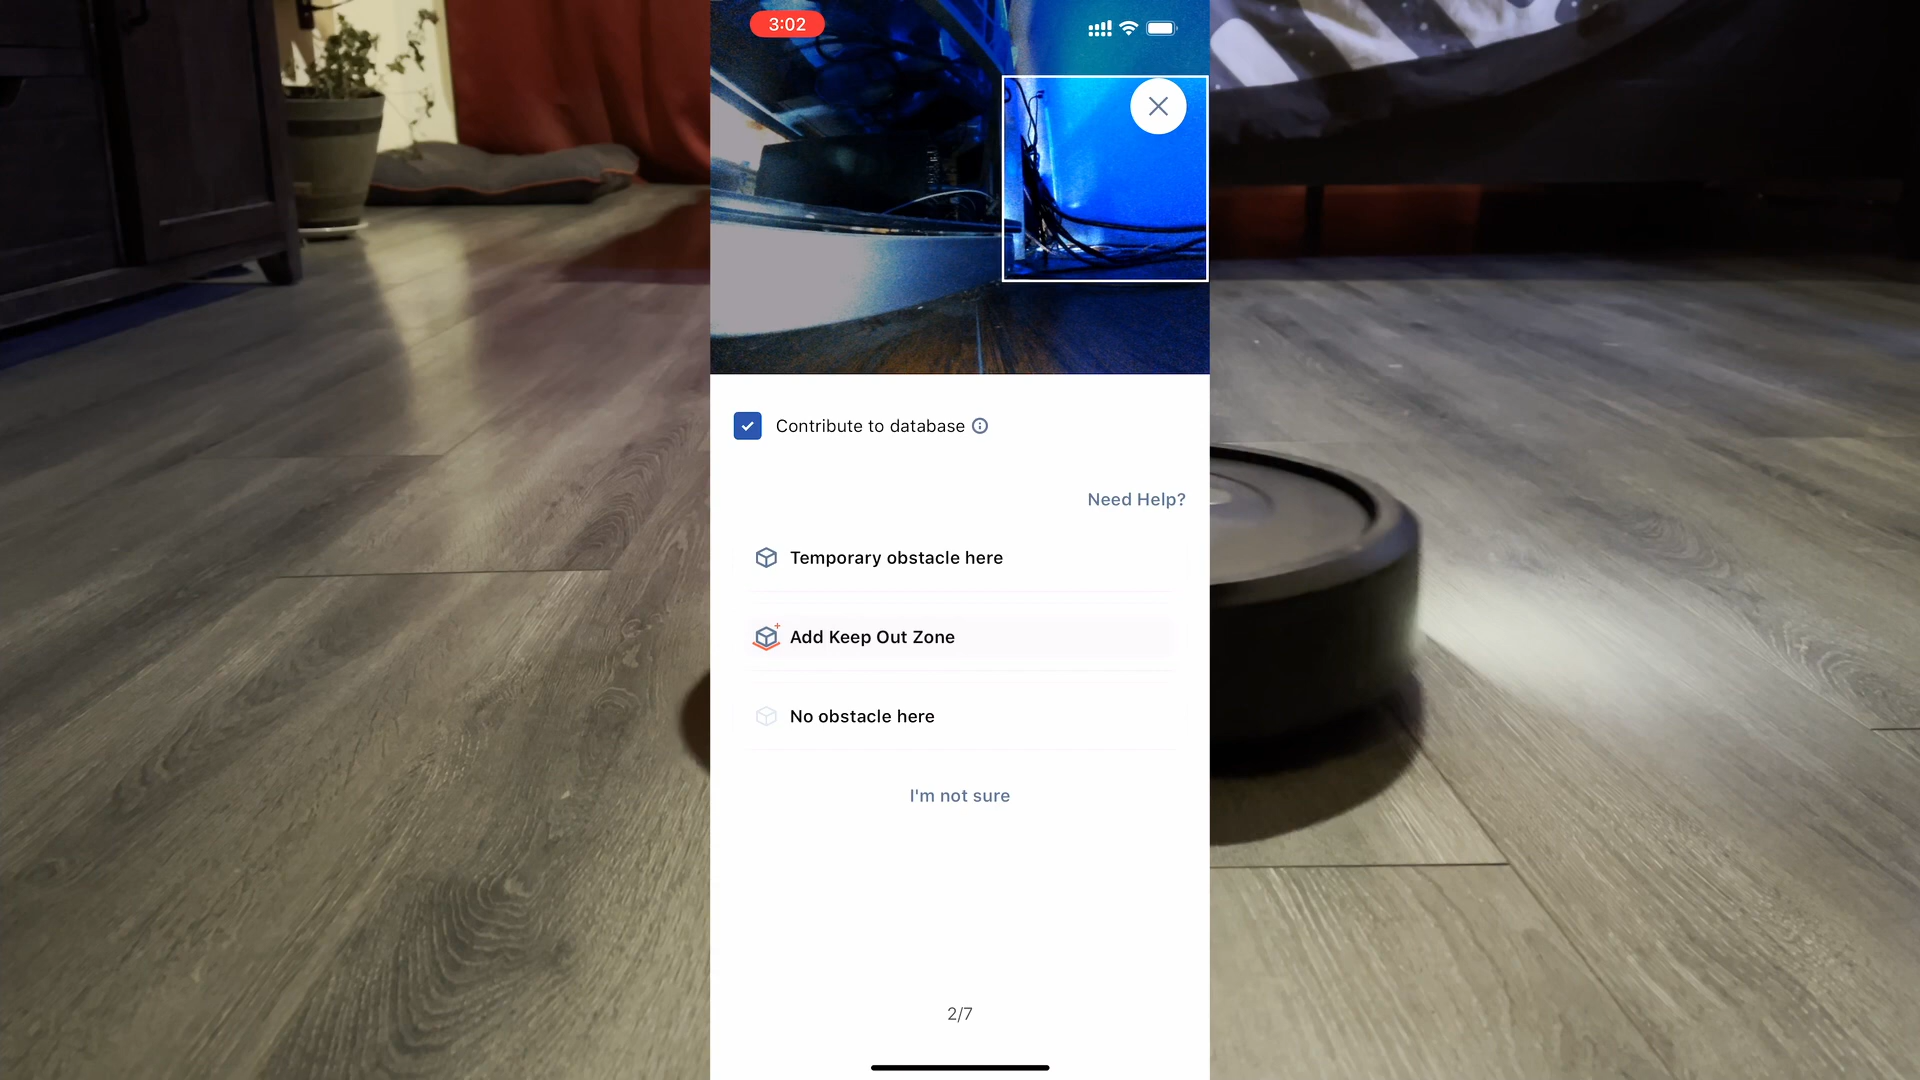 3:02
Contribute to database
Need Help?
Temporary obstacle here
Add Keep Out Zone
No obstacle here
I'm not sure
2/7